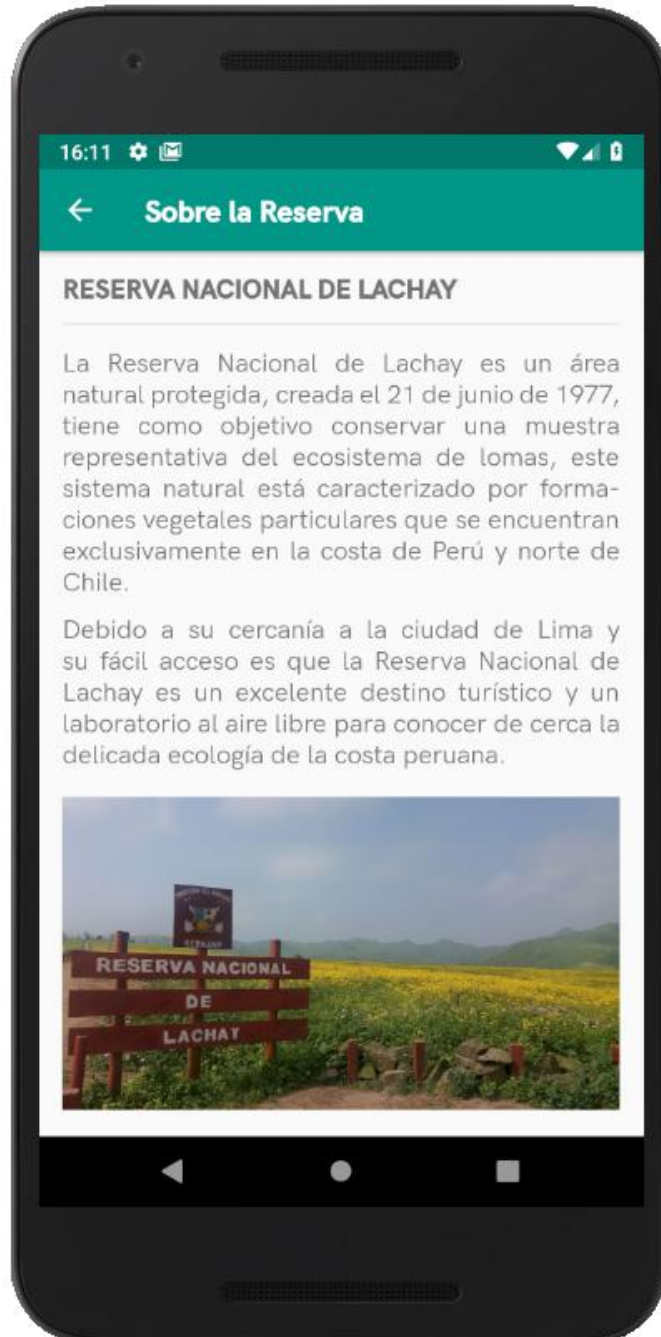 16:11
Sobre la Reserva
RESERVA NACIONAL DE LACHAY
La Reserva Nacional de Lachay es un área
natural protegida, creada el 21 de junio de 1977,
tiene como objetivo conservar una muestra
representativa del ecosistema de lomas, este
sistema natural está caracterizado por forma-
ciones vegetales particulares que se encuentran
exclusivamente en la costa de Perú y norte de
Chile.
Debido a su cercanía a la ciudad de Lima y
su fácil acceso es que la Reserva Nacional de
Lachay es un excelente destino turístico y un
laboratorio al aire libre para conocer de cerca la
delicada ecología de la costa peruana.
RESERVA NACIONAL
DE
LACHAY